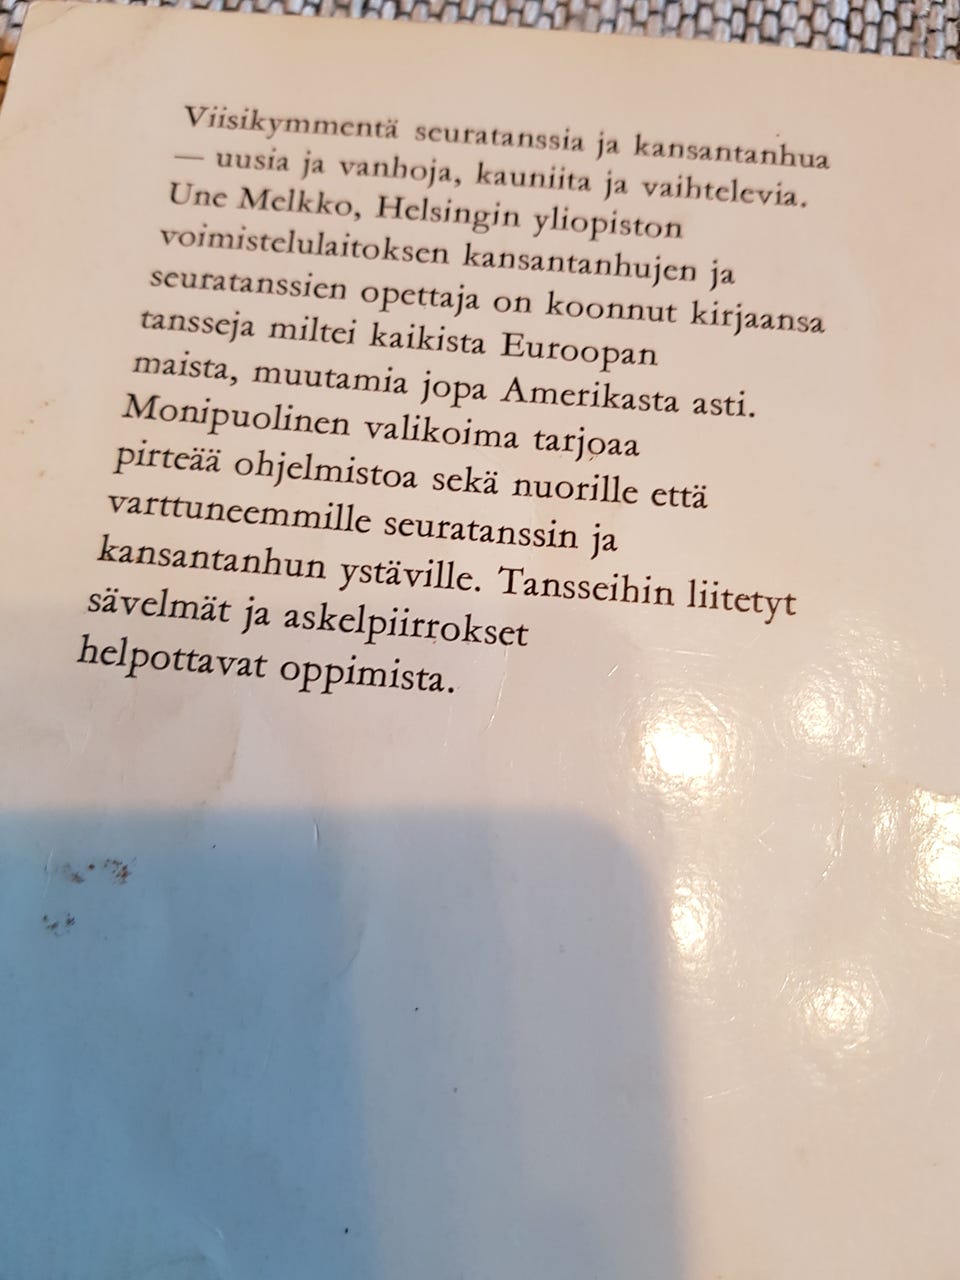 Viisikymmentä seuratanssia ja kansantanhua
— uusia ja vanhoja, kauniita ja vaihtelevia.
Une Melkko, Helsingin yliopiston
voimistelulaitoksen kansantanhujen ja
seuratanssien opettaja on koonnut kirjaansa
tansseja miltei kaikista Euroopan
maista, muutamia jopa Amerikasta asti.
Monipuolinen valikoima tarjoaa
pirteää ohjelmistoa sekä nuorille että
varttuneemmille seuratanssin ja
kansantanhun ystäville. Tansseihin liitetyt
sävelmät ja askelpiirrokset
helpottavat oppimista.